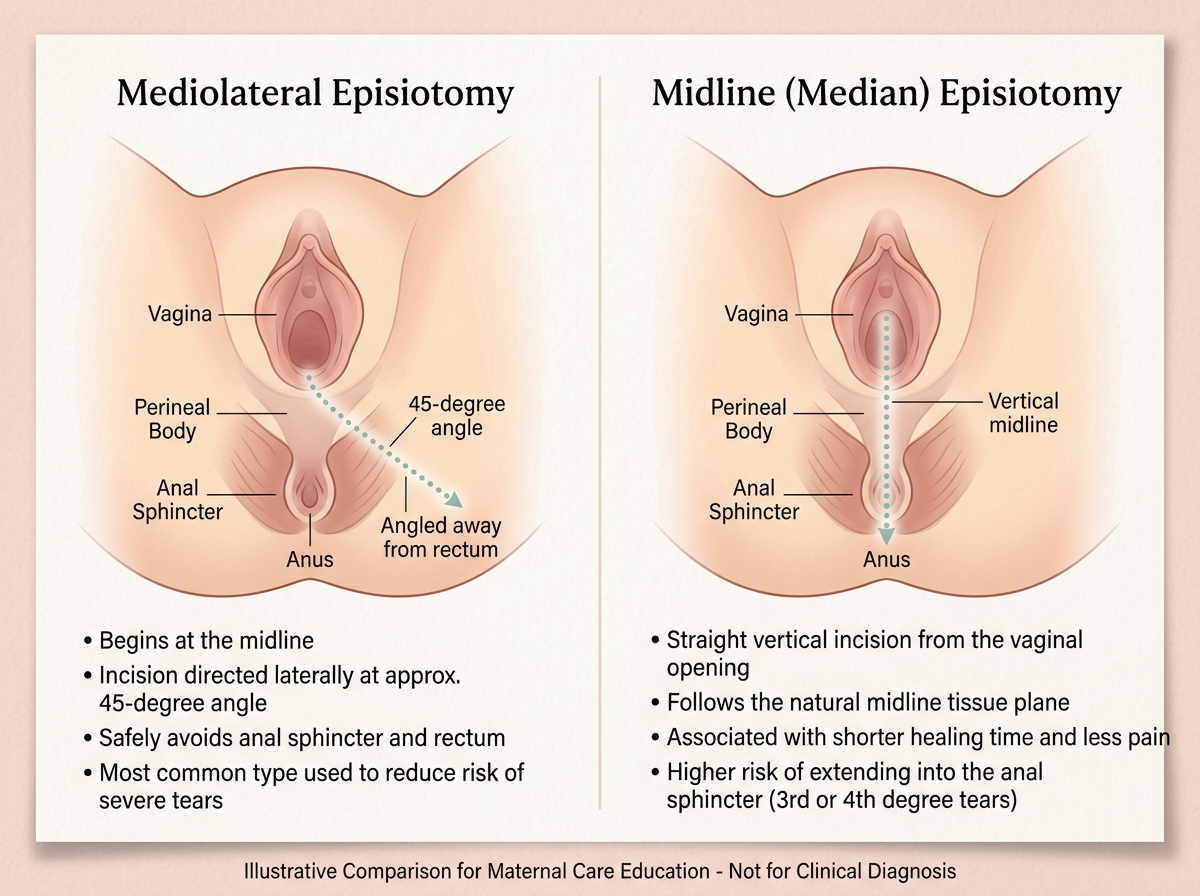 Mediolateral Episiotomy
Vagina
Perineal
Body
45-degree
angle
Anal
Sphincter
Angled away
from rectum
Anus
• Begins at the midline
• Incision directed laterally at approx.
45-degree angle
• Safely avoids anal sphincter and rectum
• Most common type used to reduce risk of
severe tears
Midline (Median) Episiotomy
Vagina
Perineal
Body
Vertical
midline
Anal
Sphincter
Anus
• Straight vertical incision from the vaginal
opening
• Follows the natural midline tissue plane
• Associated with shorter healing time and less pain
• Higher risk of extending into the anal
sphincter (3rd or 4th degree tears)
Illustrative Comparison for Maternal Care Education - Not for Clinical Diagnosis